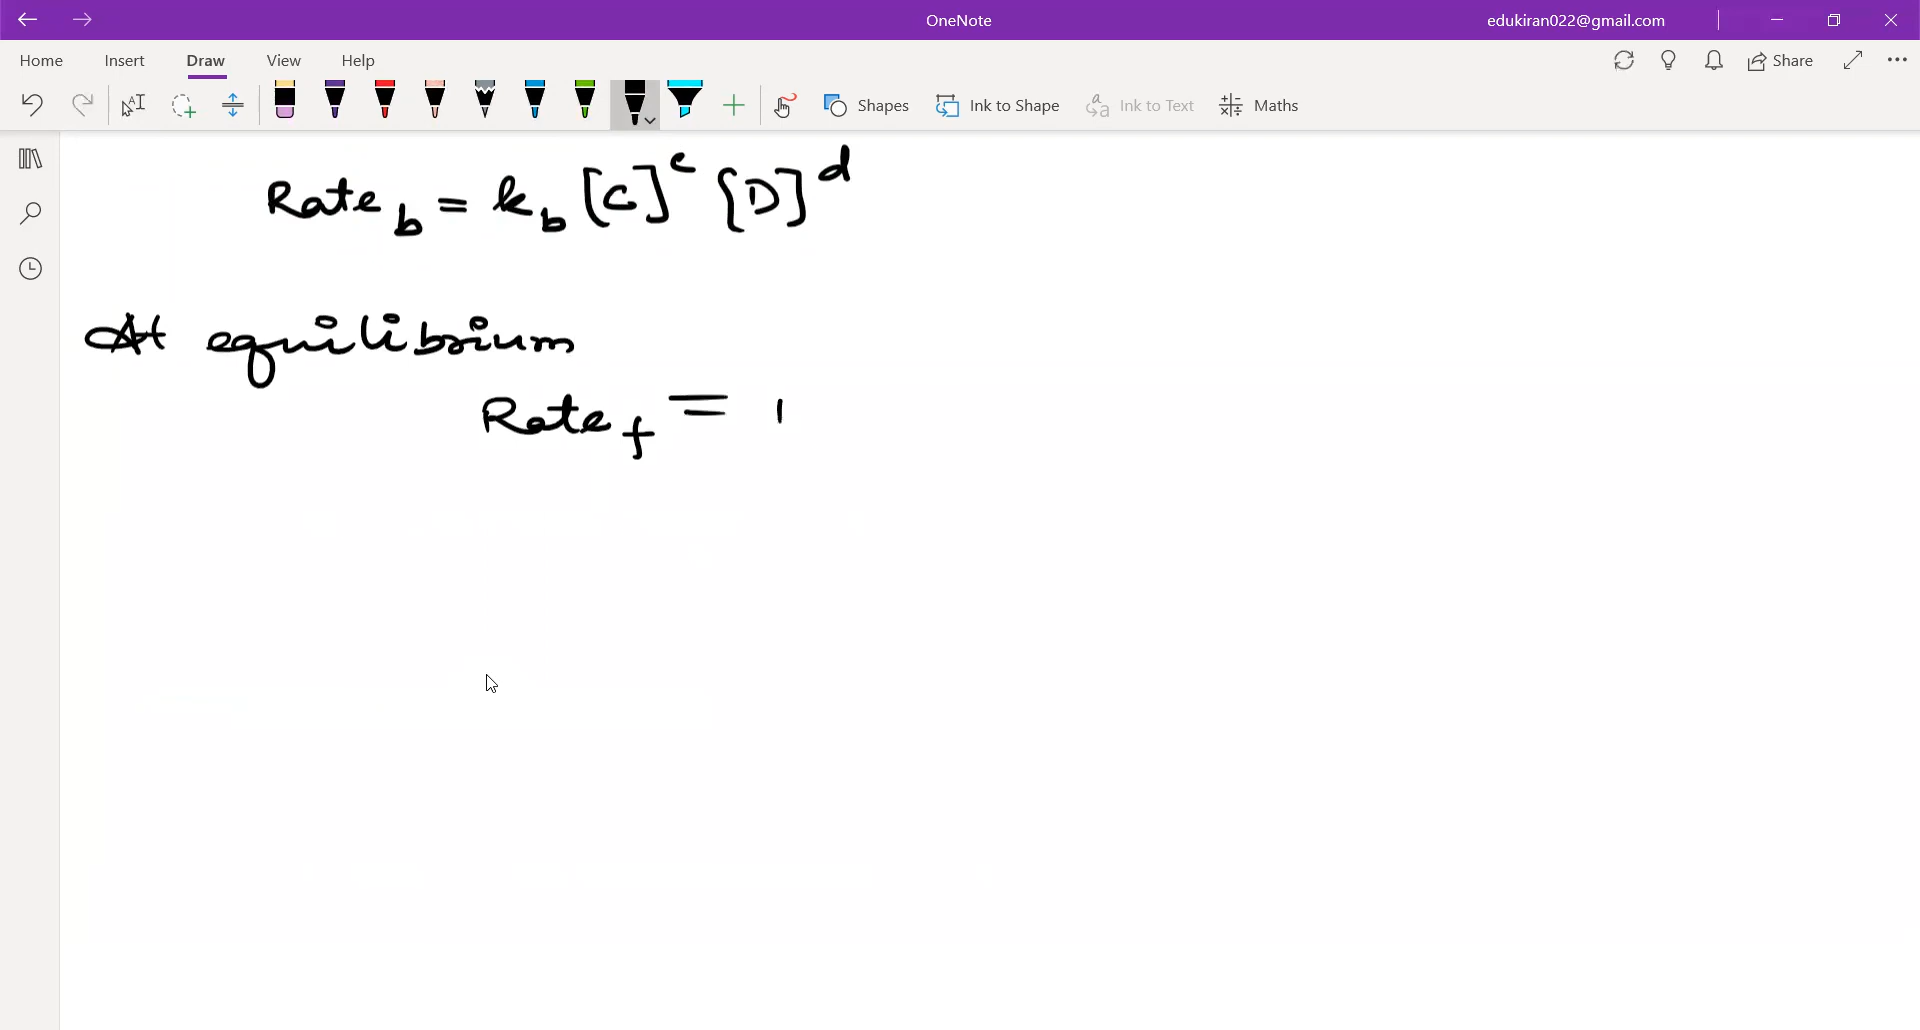 OneNote
edukiran022@gmail.com
Home Insert Draw View Help
Share
Shapes Ink to Shape Ink to Text Maths
Rate_b = k_b [C]^c [D]^d
At equilibrium
Rate_f =